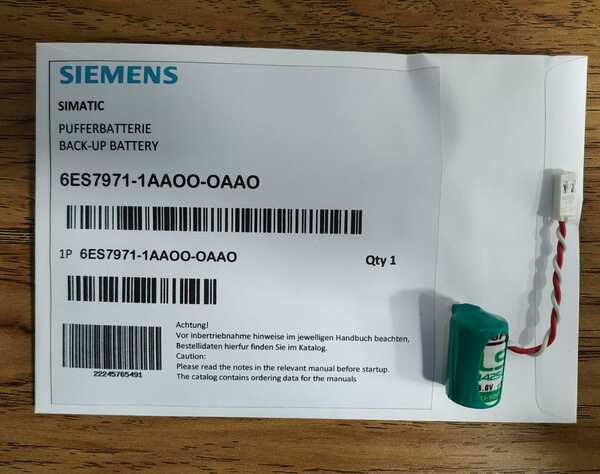 SIEMENS
SIMATIC
PUFFERBATTERIE
BACK-UP BATTERY
6ES7971-1AAOO-OAAO
1P 6ES7971-1AAOO-OAAO
Qty 1
Achtung!
Vor inbertriebnahme hinweise im jeweiligen Handbuch beachten,
Bestelldaten hierfur finden Sie im Katalog.
Caution:
Please read the notes in the relevant manual before startup.
The catalog contains ordering data for the manuals
22245765491
LS